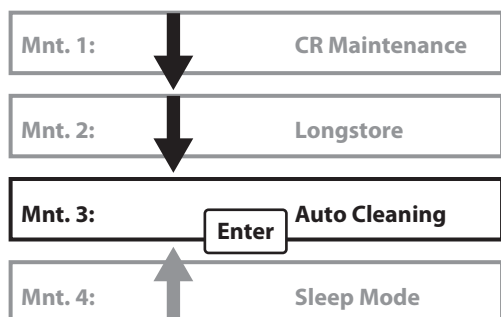 Mnt. 1: CR Maintenance
Mnt. 2: Longstore
Mnt. 3: Auto Cleaning
Enter
Mnt. 4: Sleep Mode